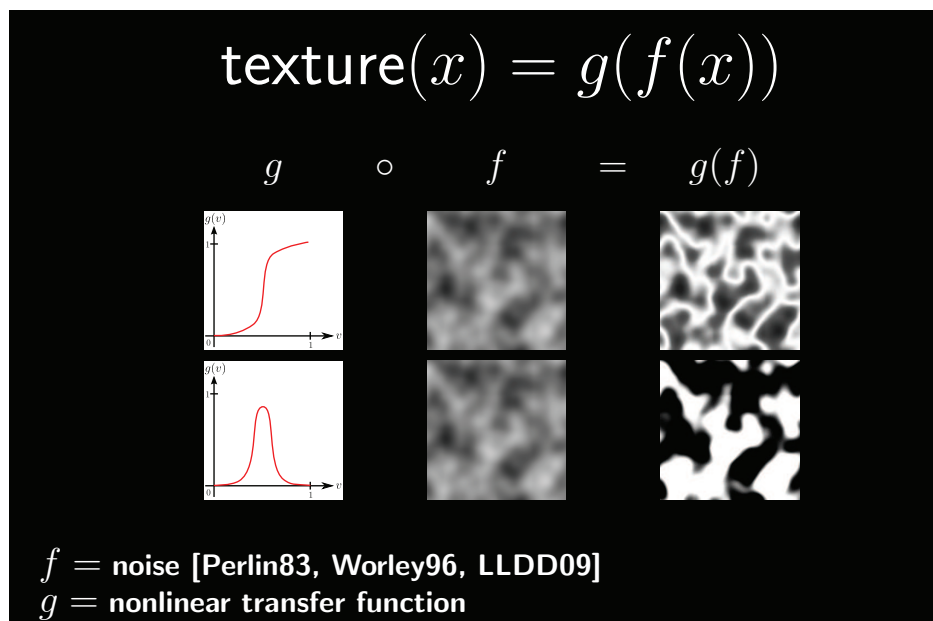 texture(x) = g(f(x))
g ∘ f = g(f)
g(v)
1
0
1
v
g(v)
1
0
1
v
f = noise [Perlin83, Worley96, LLDD09]
g = nonlinear transfer function